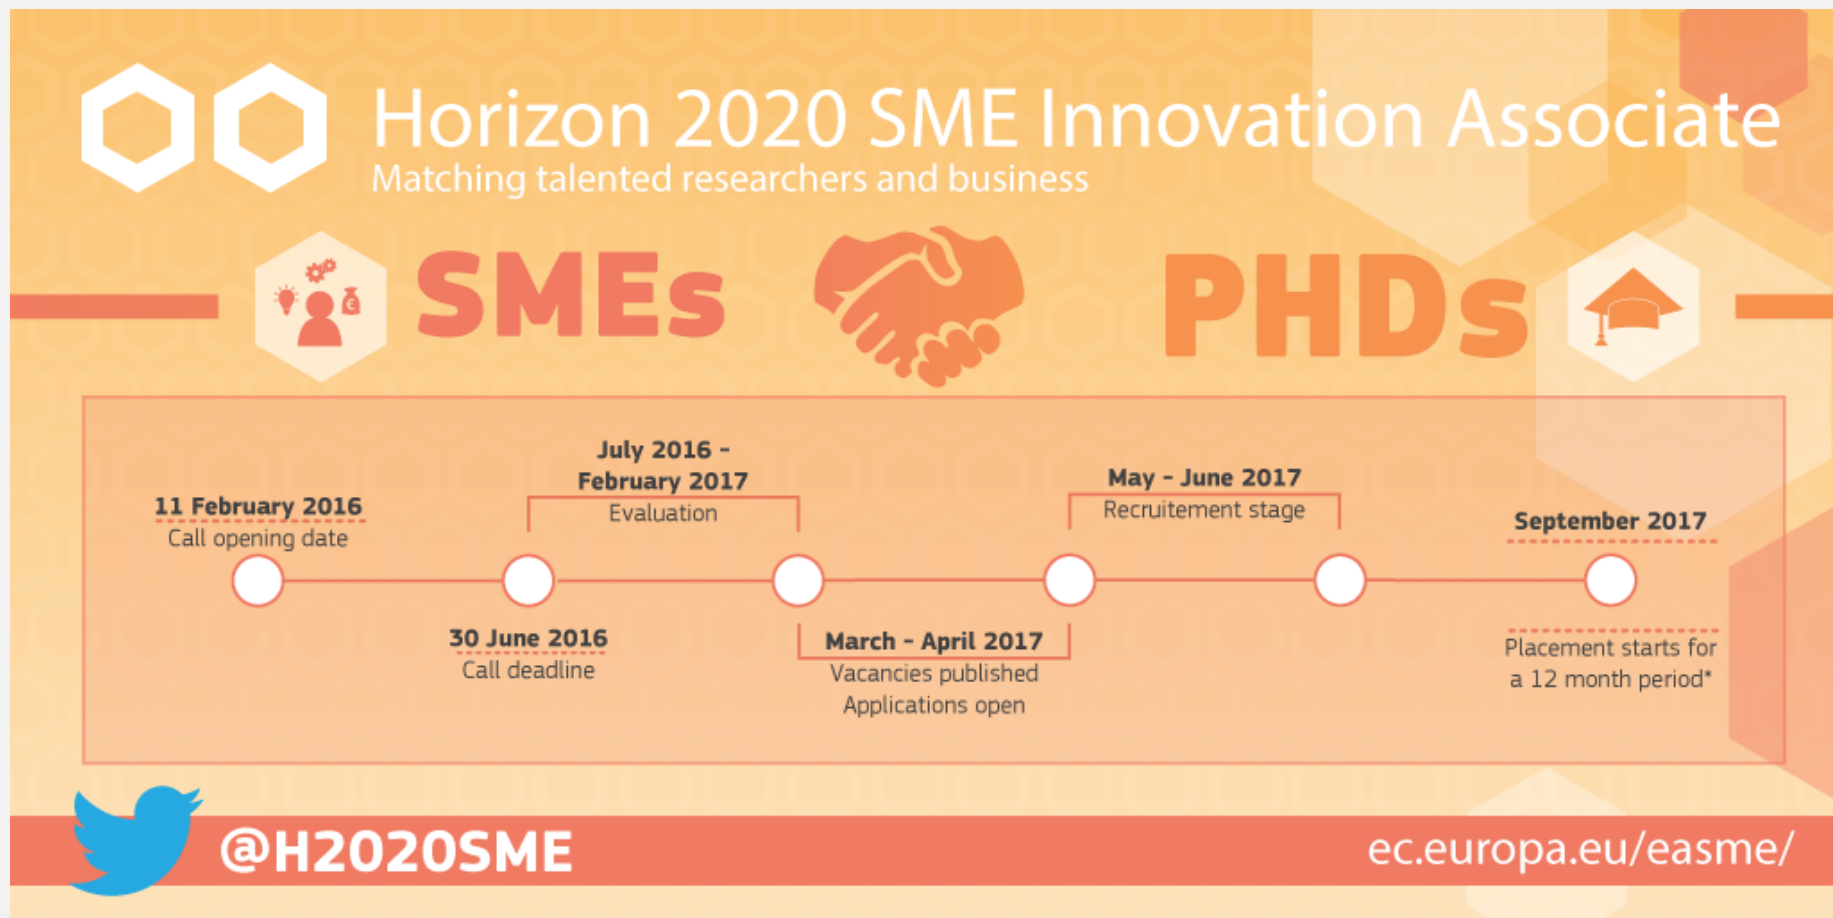 Horizon 2020 SME Innovation Associate
Matching talented researchers and business
SMEs
PHDs
11 February 2016
Call opening date
30 June 2016
Call deadline
July 2016 -
February 2017
Evaluation
March - April 2017
Vacancies published
Applications open
May - June 2017
Recruitement stage
September 2017
Placement starts for
a 12 month period*
@H2020SME
ec.europa.eu/easme/